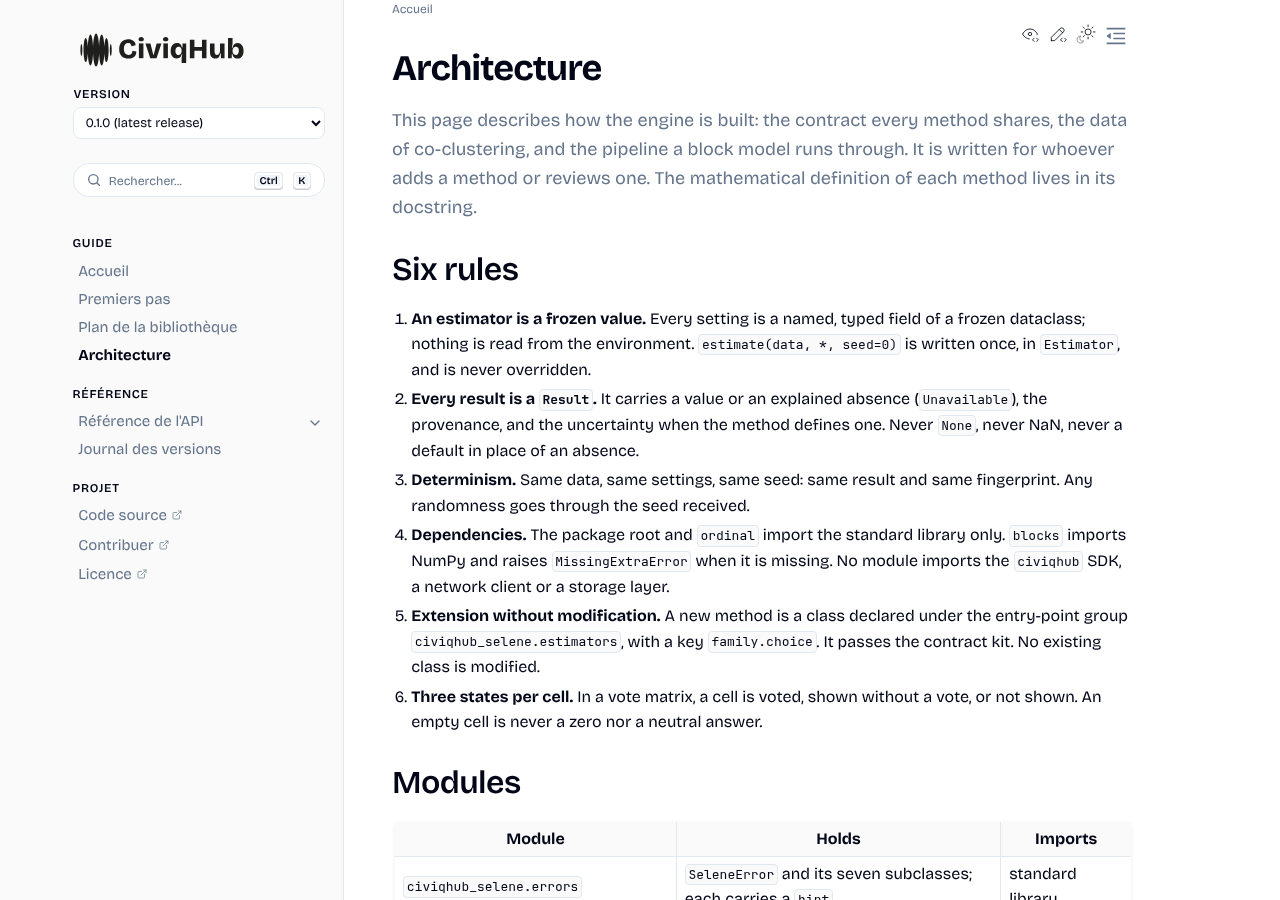 CiviqHub
VERSION
0.1.0 (latest release)
Rechercher...
Ctrl K
GUIDE
Accueil
Premiers pas
Plan de la bibliothèque
Architecture
RÉFÉRENCE
Référence de l'API
Journal des versions
PROJET
Code source
Contribuer
Licence
Accueil
Architecture
This page describes how the engine is built: the contract every method shares, the data
of co-clustering, and the pipeline a block model runs through. It is written for whoever
adds a method or reviews one. The mathematical definition of each method lives in its
docstring.
Six rules
1. An estimator is a frozen value. Every setting is a named, typed field of a frozen dataclass;
nothing is read from the environment. estimate(data, *, seed=0) is written once, in Estimator,
and is never overridden.
2. Every result is a Result. It carries a value or an explained absence (Unavailable), the
provenance, and the uncertainty when the method defines one. Never None, never NaN, never a
default in place of an absence.
3. Determinism. Same data, same settings, same seed: same result and same fingerprint. Any
randomness goes through the seed received.
4. Dependencies. The package root and ordinal import the standard library only. blocks imports
NumPy and raises MissingExtraError when it is missing. No module imports the civiqhub SDK,
a network client or a storage layer.
5. Extension without modification. A new method is a class declared under the entry-point group
civiqhub_selene.estimators, with a key family.choice. It passes the contract kit. No existing
class is modified.
6. Three states per cell. In a vote matrix, a cell is voted, shown without a vote, or not shown. An
empty cell is never a zero nor a neutral answer.
Modules
Module Holds Imports
civiqhub_selene.errors SeleneError and its seven subclasses; standard
each carries a hint library